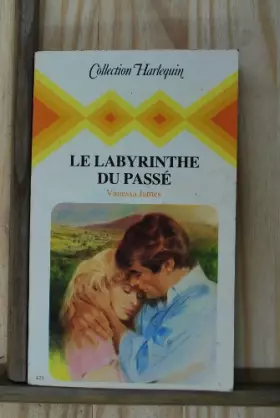 Collection Harlequin
LE LABYRINTHE
DU PASSÉ
Vanessa James